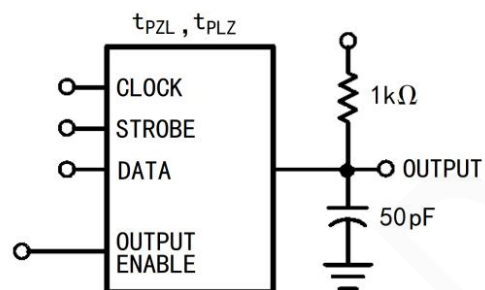 tPZL,tPLZ
CLOCK
STROBE
DATA
OUTPUT
ENABLE
1kΩ
OUTPUT
50pF